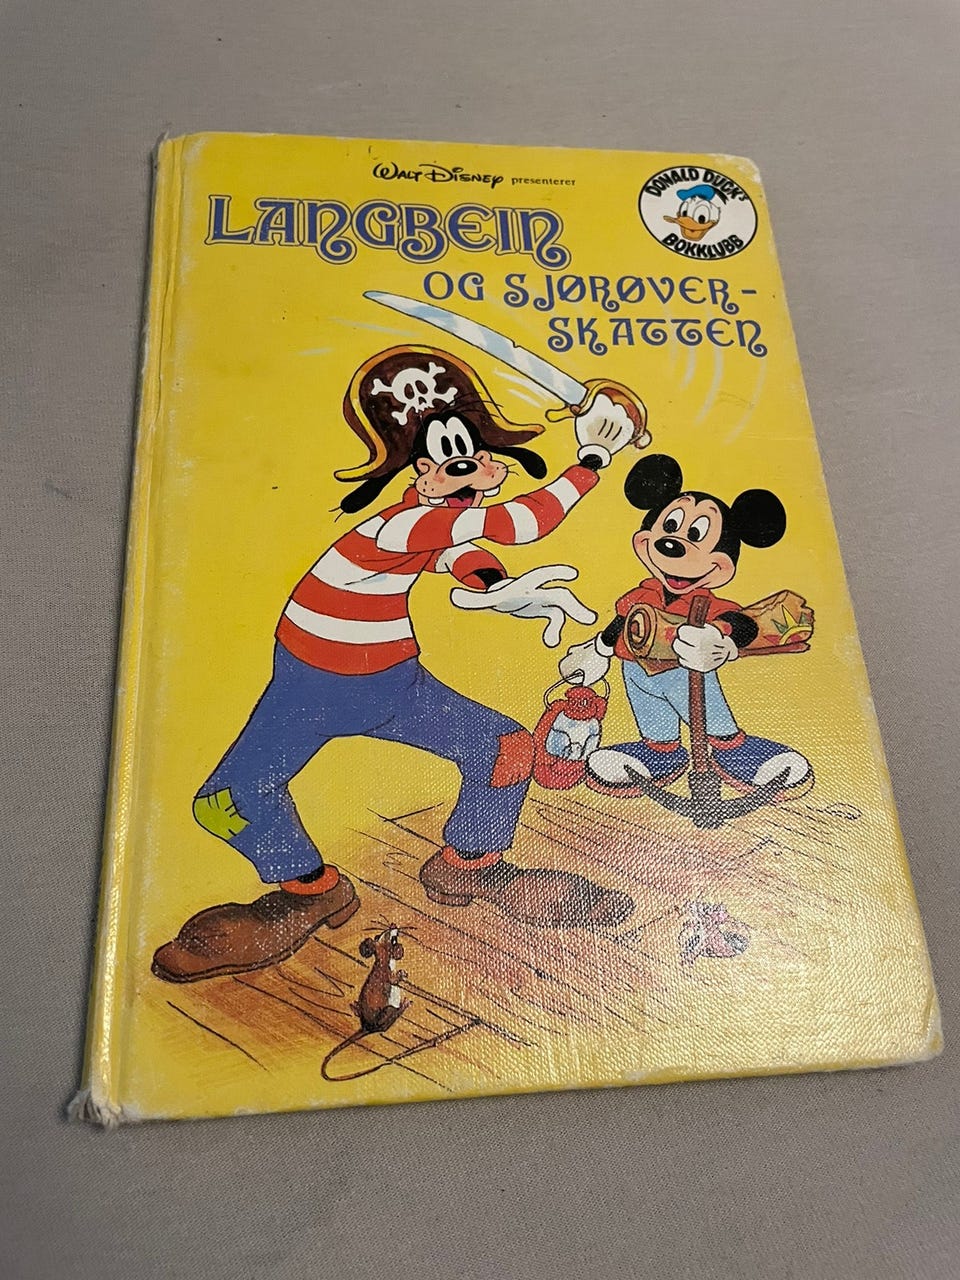 WALT DISNEY presenterer
DONALD DUCK's
BOKKLUBB
LANGBEIN
OG SJØRØVER-
SKATTEN